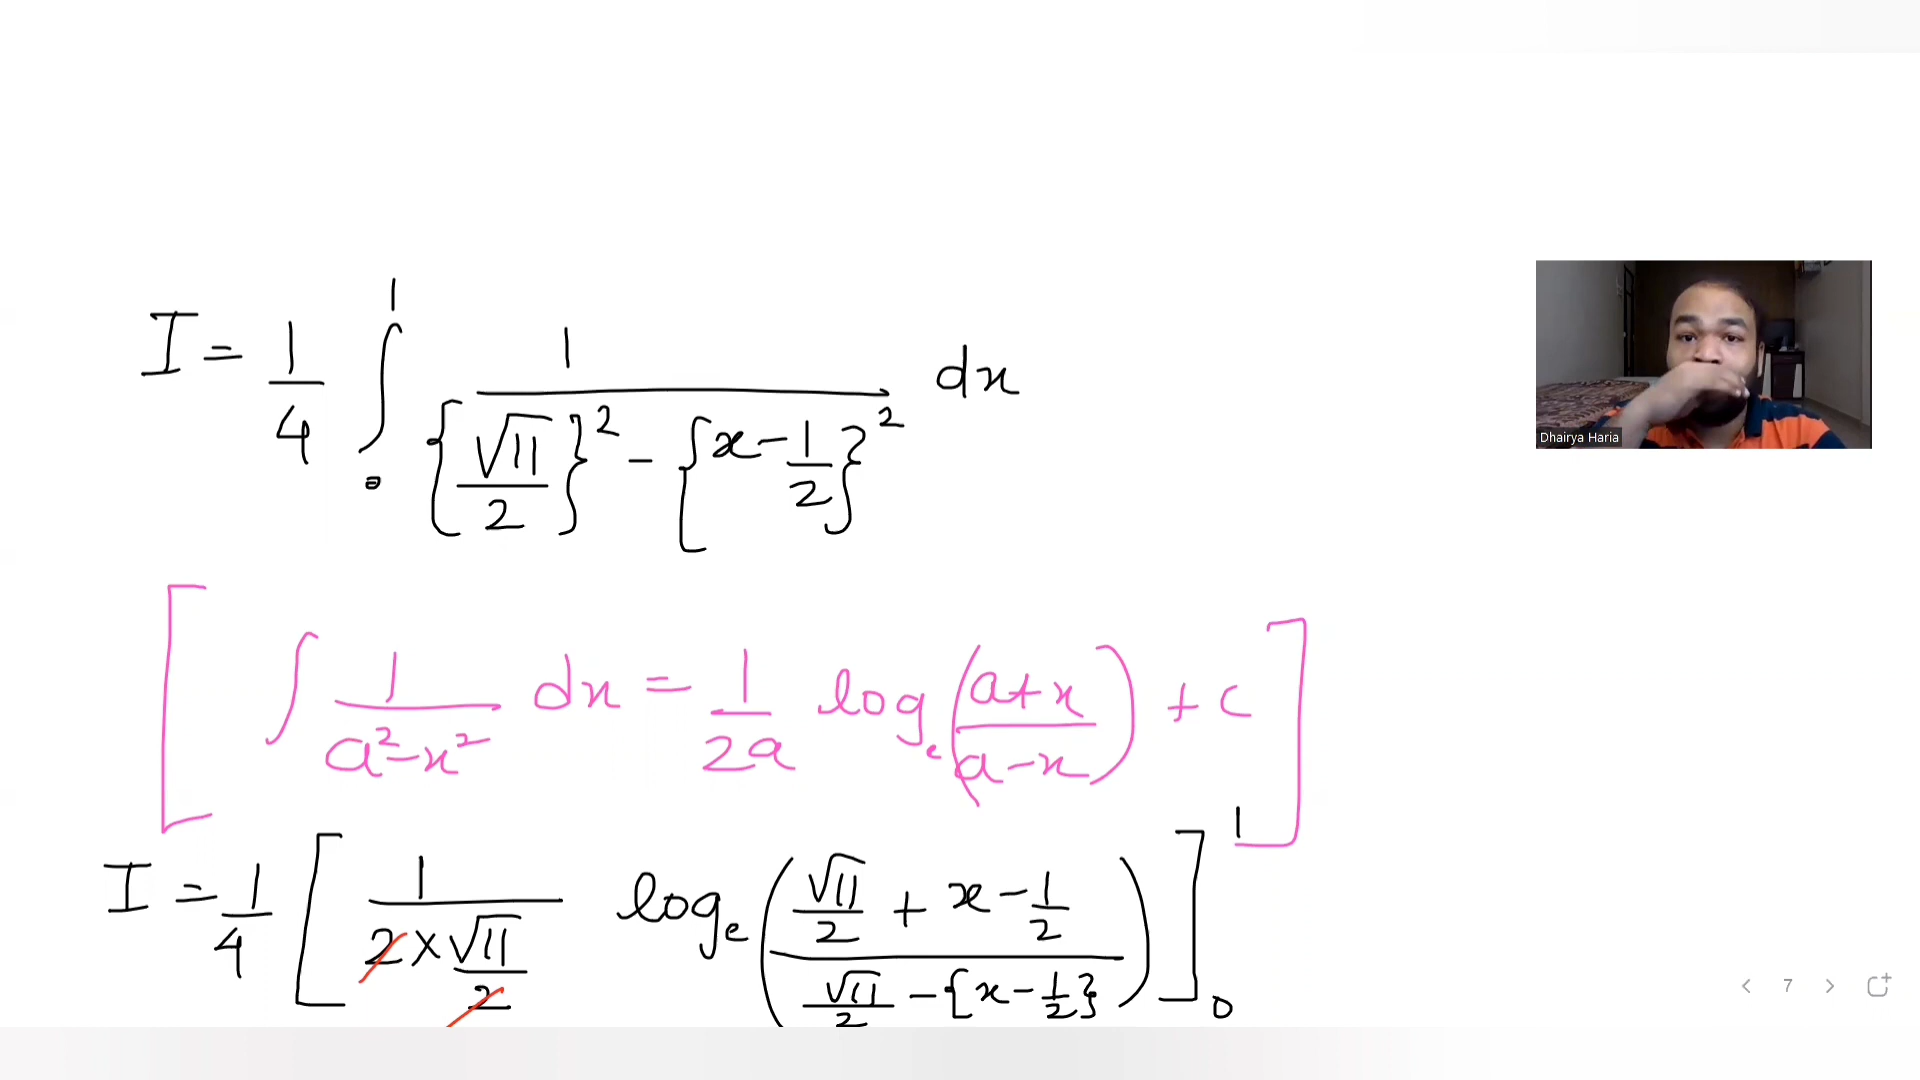 I = 1/4 ∫₀¹ 1/({√11/2}² - {x - 1/2}²) dx
Dhairya Haria
[∫ 1/(a² - x²) dx = 1/2a logₑ((a+x)/(a-x)) + c]
I = 1/4 [1/(2 × √11/2) logₑ((√11/2 + x - 1/2)/(√11/2 - {x - 1/2}))]₀¹
7